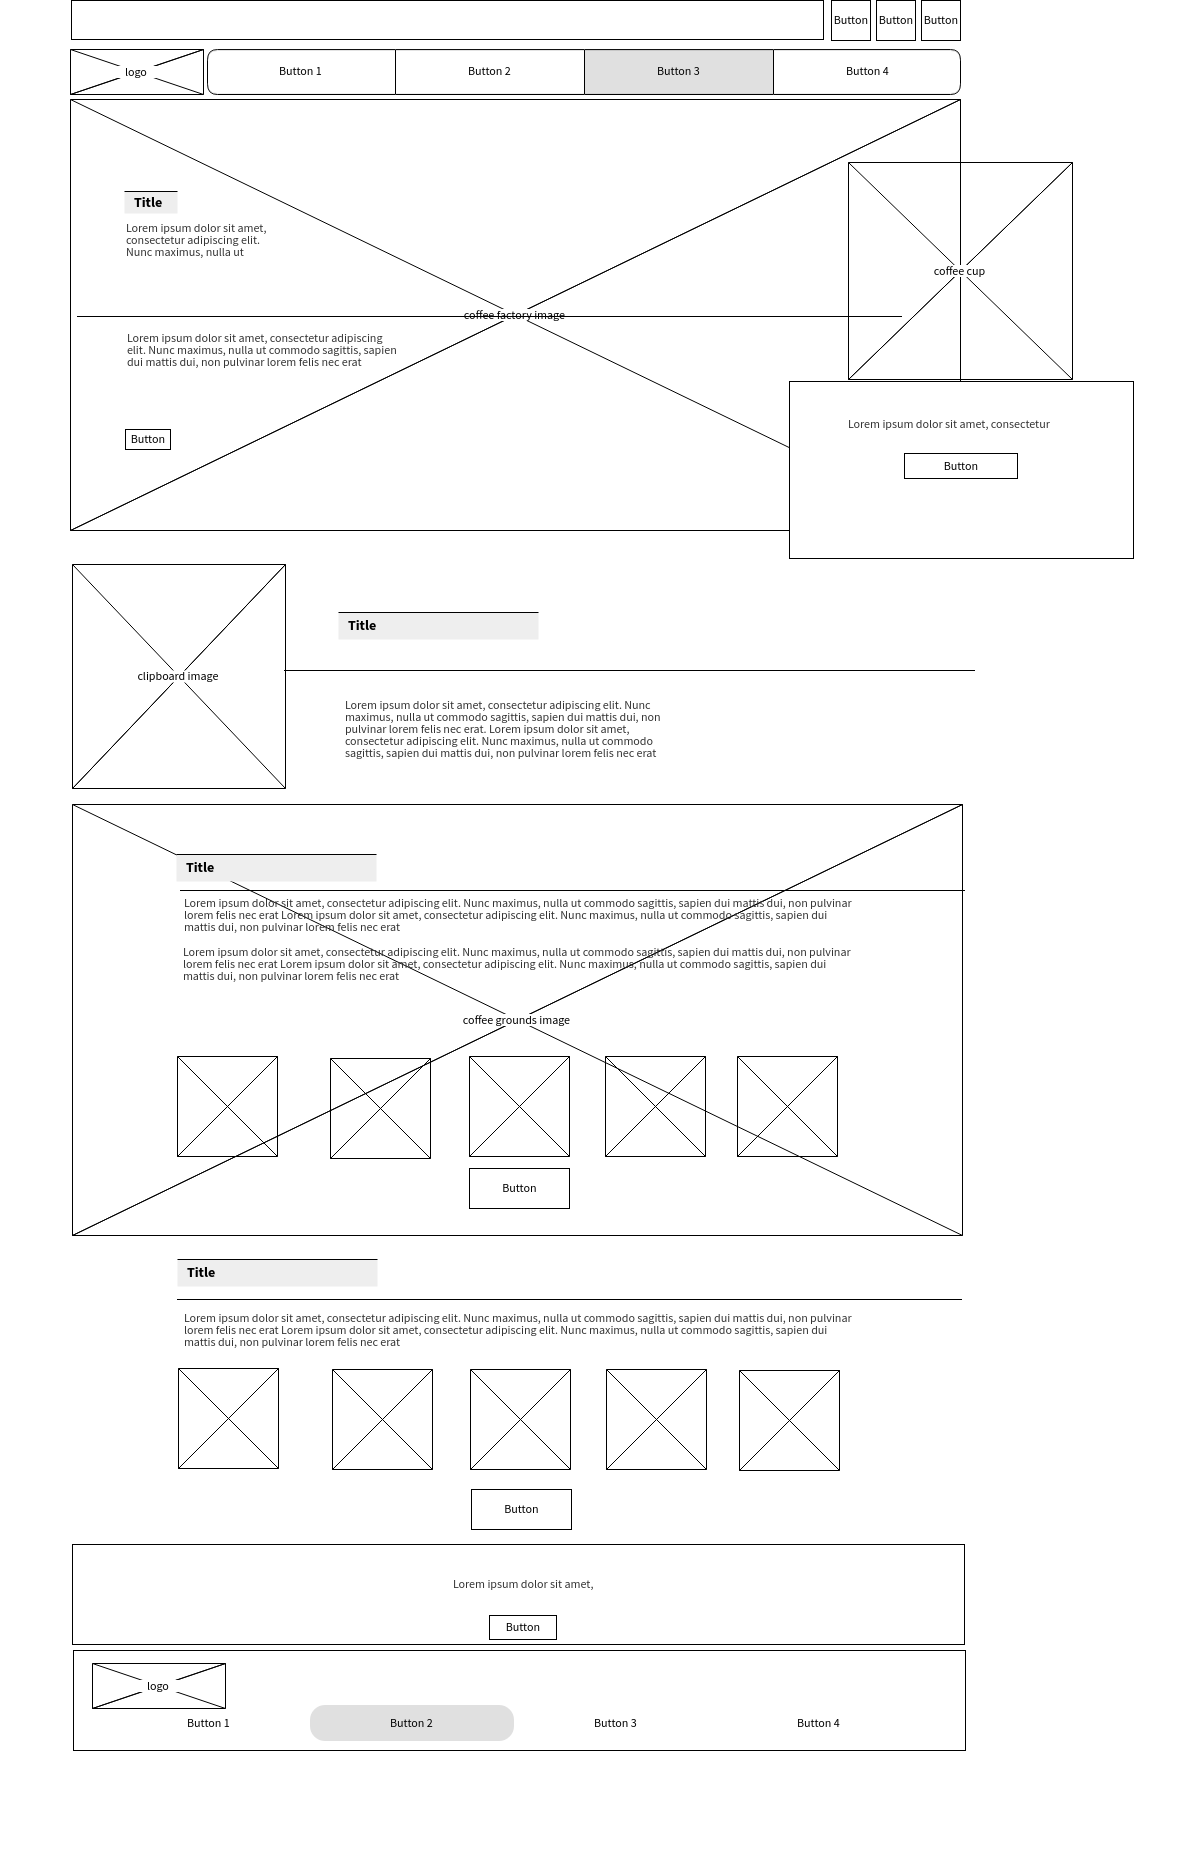 Button Button Button
logo Button 1 Button 2 Button 3 Button 4
Title
Lorem ipsum dolor sit amet,
consectetur adipiscing elit.
Nunc maximus, nulla ut
coffee cup
coffee factory image
Lorem ipsum dolor sit amet, consectetur adipiscing
elit. Nunc maximus, nulla ut commodo sagittis, sapien
dui mattis dui, non pulvinar lorem felis nec erat
Button
Lorem ipsum dolor sit amet, consectetur
Button
clipboard image
Title
Lorem ipsum dolor sit amet, consectetur adipiscing elit. Nunc
maximus, nulla ut commodo sagittis, sapien dui mattis dui, non
pulvinar lorem felis nec erat. Lorem ipsum dolor sit amet,
consectetur adipiscing elit. Nunc maximus, nulla ut commodo
sagittis, sapien dui mattis dui, non pulvinar lorem felis nec erat
Title
Lorem ipsum dolor sit amet, consectetur adipiscing elit. Nunc maximus, nulla ut commodo sagittis, sapien dui mattis dui, non pulvinar
lorem felis nec erat Lorem ipsum dolor sit amet, consectetur adipiscing elit. Nunc maximus, nulla ut commodo sagittis, sapien dui
mattis dui, non pulvinar lorem felis nec erat
Lorem ipsum dolor sit amet, consectetur adipiscing elit. Nunc maximus, nulla ut commodo sagittis, sapien dui mattis dui, non pulvinar
lorem felis nec erat Lorem ipsum dolor sit amet, consectetur adipiscing elit. Nunc maximus, nulla ut commodo sagittis, sapien dui
mattis dui, non pulvinar lorem felis nec erat
coffee grounds image
Button
Title
Lorem ipsum dolor sit amet, consectetur adipiscing elit. Nunc maximus, nulla ut commodo sagittis, sapien dui mattis dui, non pulvinar
lorem felis nec erat Lorem ipsum dolor sit amet, consectetur adipiscing elit. Nunc maximus, nulla ut commodo sagittis, sapien dui
mattis dui, non pulvinar lorem felis nec erat
Button
Lorem ipsum dolor sit amet,
Button
logo
Button 1 Button 2 Button 3 Button 4